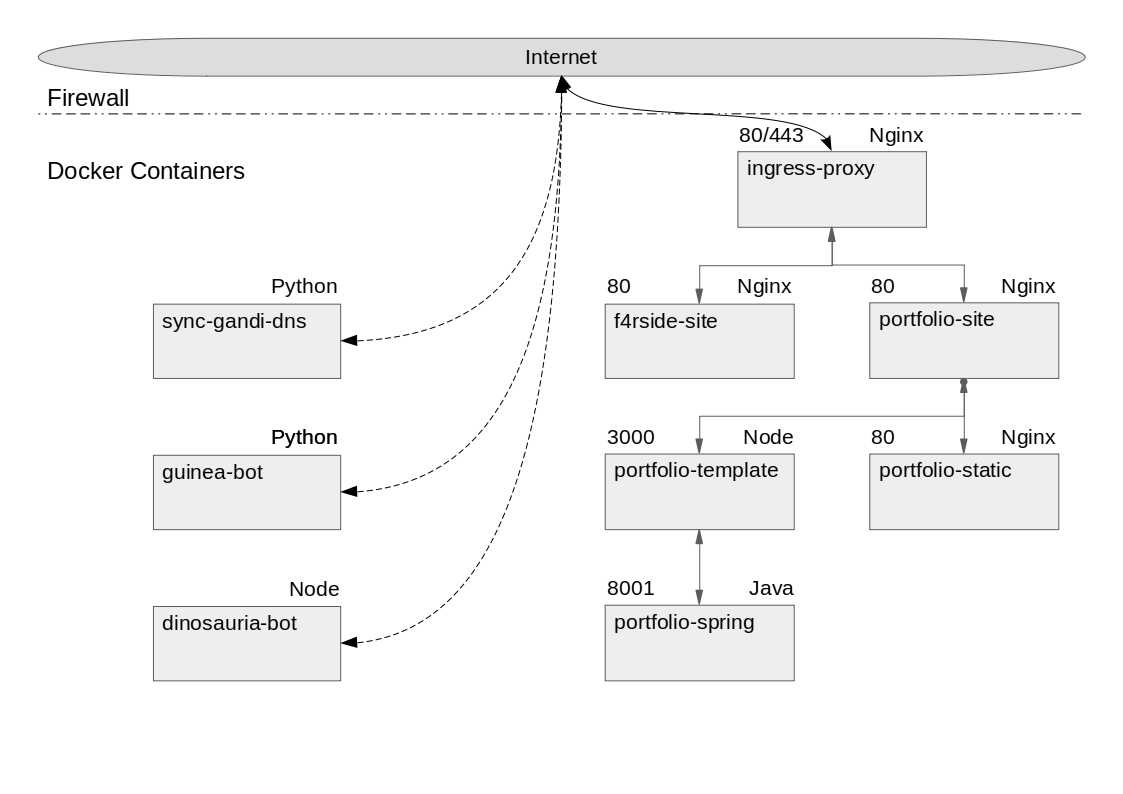 Internet
Firewall
80/443 Nginx
ingress-proxy
Docker Containers
Python
sync-gandi-dns
80 Nginx
f4rside-site
80 Nginx
portfolio-site
Python
guinea-bot
3000 Node
portfolio-template
80 Nginx
portfolio-static
Node
dinosauria-bot
8001 Java
portfolio-spring